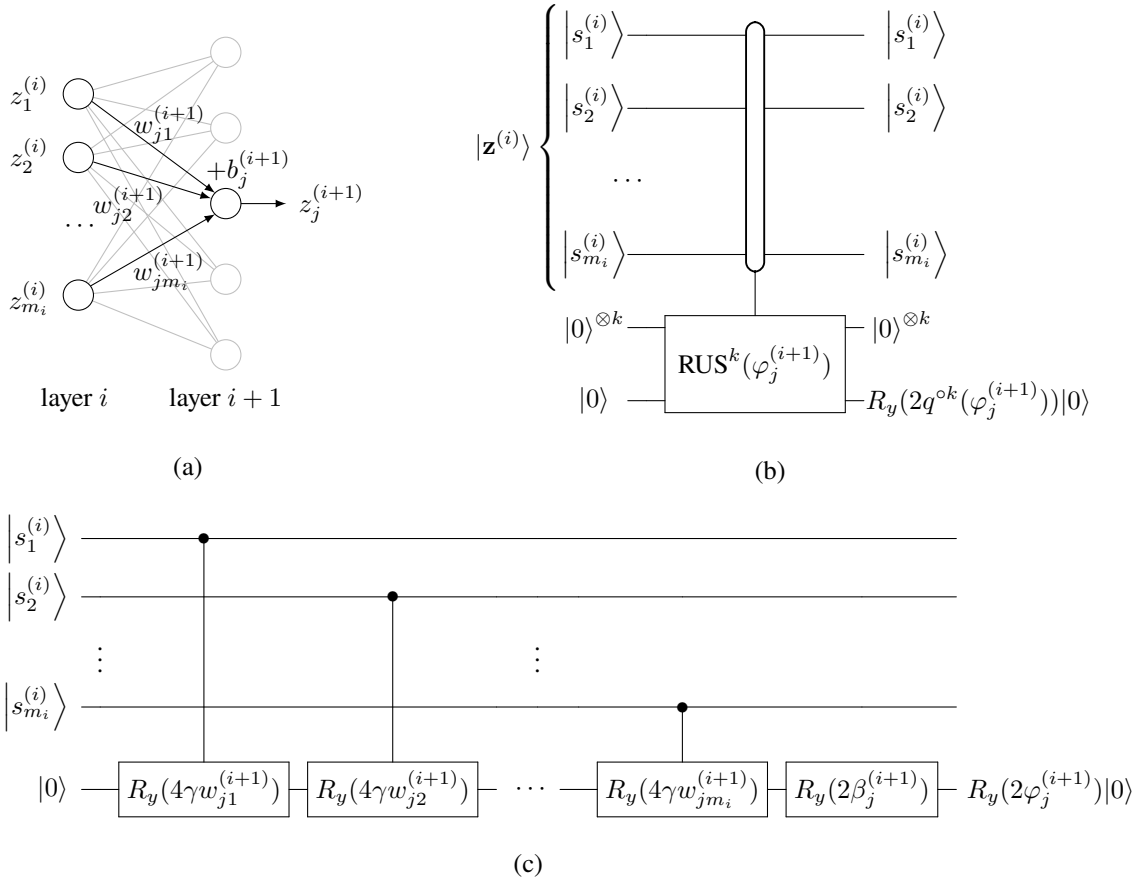 z_1^{(i)}
z_2^{(i)}
...
z_{m_i}^{(i)}
w_{j1}^{(i+1)}
w_{j2}^{(i+1)}
w_{jm_i}^{(i+1)}
+b_j^{(i+1)}
z_j^{(i+1)}
layer i layer i + 1
(a)
|z^{(i)}⟩
|s_1^{(i)}⟩ |s_1^{(i)}⟩
|s_2^{(i)}⟩ |s_2^{(i)}⟩
...
|s_{m_i}^{(i)}⟩ |s_{m_i}^{(i)}⟩
|0⟩^{⊗k} |0⟩^{⊗k}
RUS^k(φ_j^{(i+1)})
|0⟩ R_y(2q^{∘k}(φ_j^{(i+1)}))|0⟩
(b)
|s_1^{(i)}⟩
|s_2^{(i)}⟩
⋮ ⋮
|s_{m_i}^{(i)}⟩
|0⟩ R_y(4γw_{j1}^{(i+1)}) R_y(4γw_{j2}^{(i+1)}) ... R_y(4γw_{jm_i}^{(i+1)}) R_y(2β_j^{(i+1)}) R_y(2φ_j^{(i+1)})|0⟩
(c)